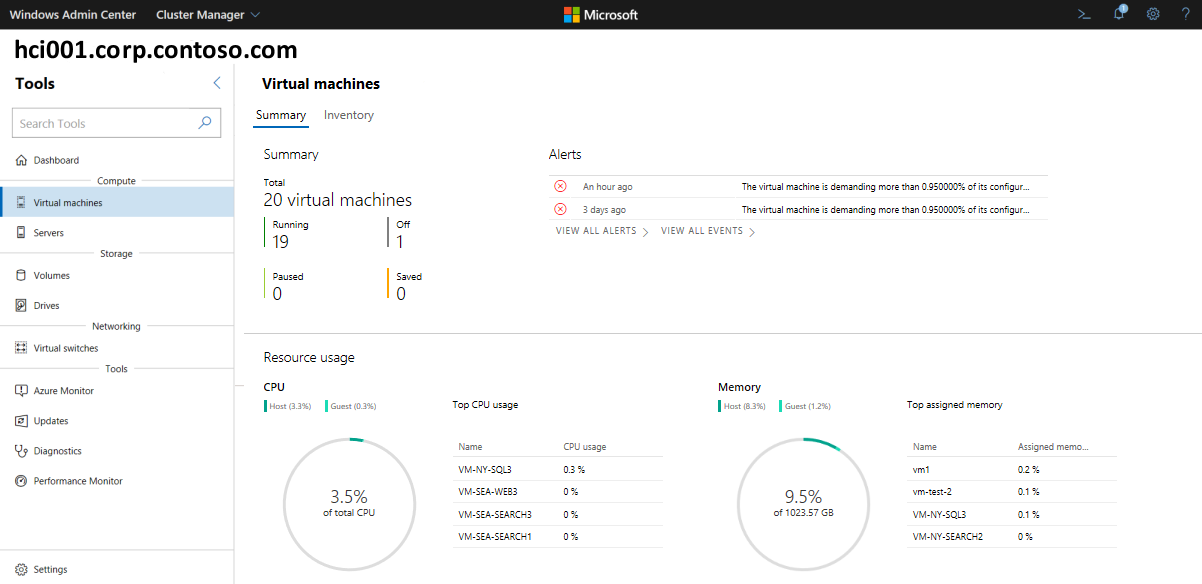 Windows Admin Center Cluster Manager Microsoft 1 ?
hci001.corp.contoso.com
Tools
Search Tools
Dashboard
Compute
Virtual machines
Servers
Storage
Volumes
Drives
Networking
Virtual switches
Tools
Azure Monitor
Updates
Diagnostics
Performance Monitor
Settings
Virtual machines
Summary Inventory
Summary
Total
20 virtual machines
Running Off
19 1
Paused Saved
0 0
Alerts
An hour ago The virtual machine is demanding more than 0.950000% of its configur...
3 days ago The virtual machine is demanding more than 0.950000% of its configur...
VIEW ALL ALERTS VIEW ALL EVENTS
Resource usage
CPU
Host (3.3%) Guest (0.3%)
3.5%
of total CPU
Top CPU usage
Name CPU usage
VM-NY-SQL3 0.3 %
VM-SEA-WEB3 0 %
VM-SEA-SEARCH3 0 %
VM-SEA-SEARCH1 0 %
Memory
Host (8.3%) Guest (1.2%)
9.5%
of 1023.57 GB
Top assigned memory
Name Assigned memo...
vm1 0.2 %
vm-test-2 0.1 %
VM-NY-SQL3 0.1 %
VM-NY-SEARCH2 0 %